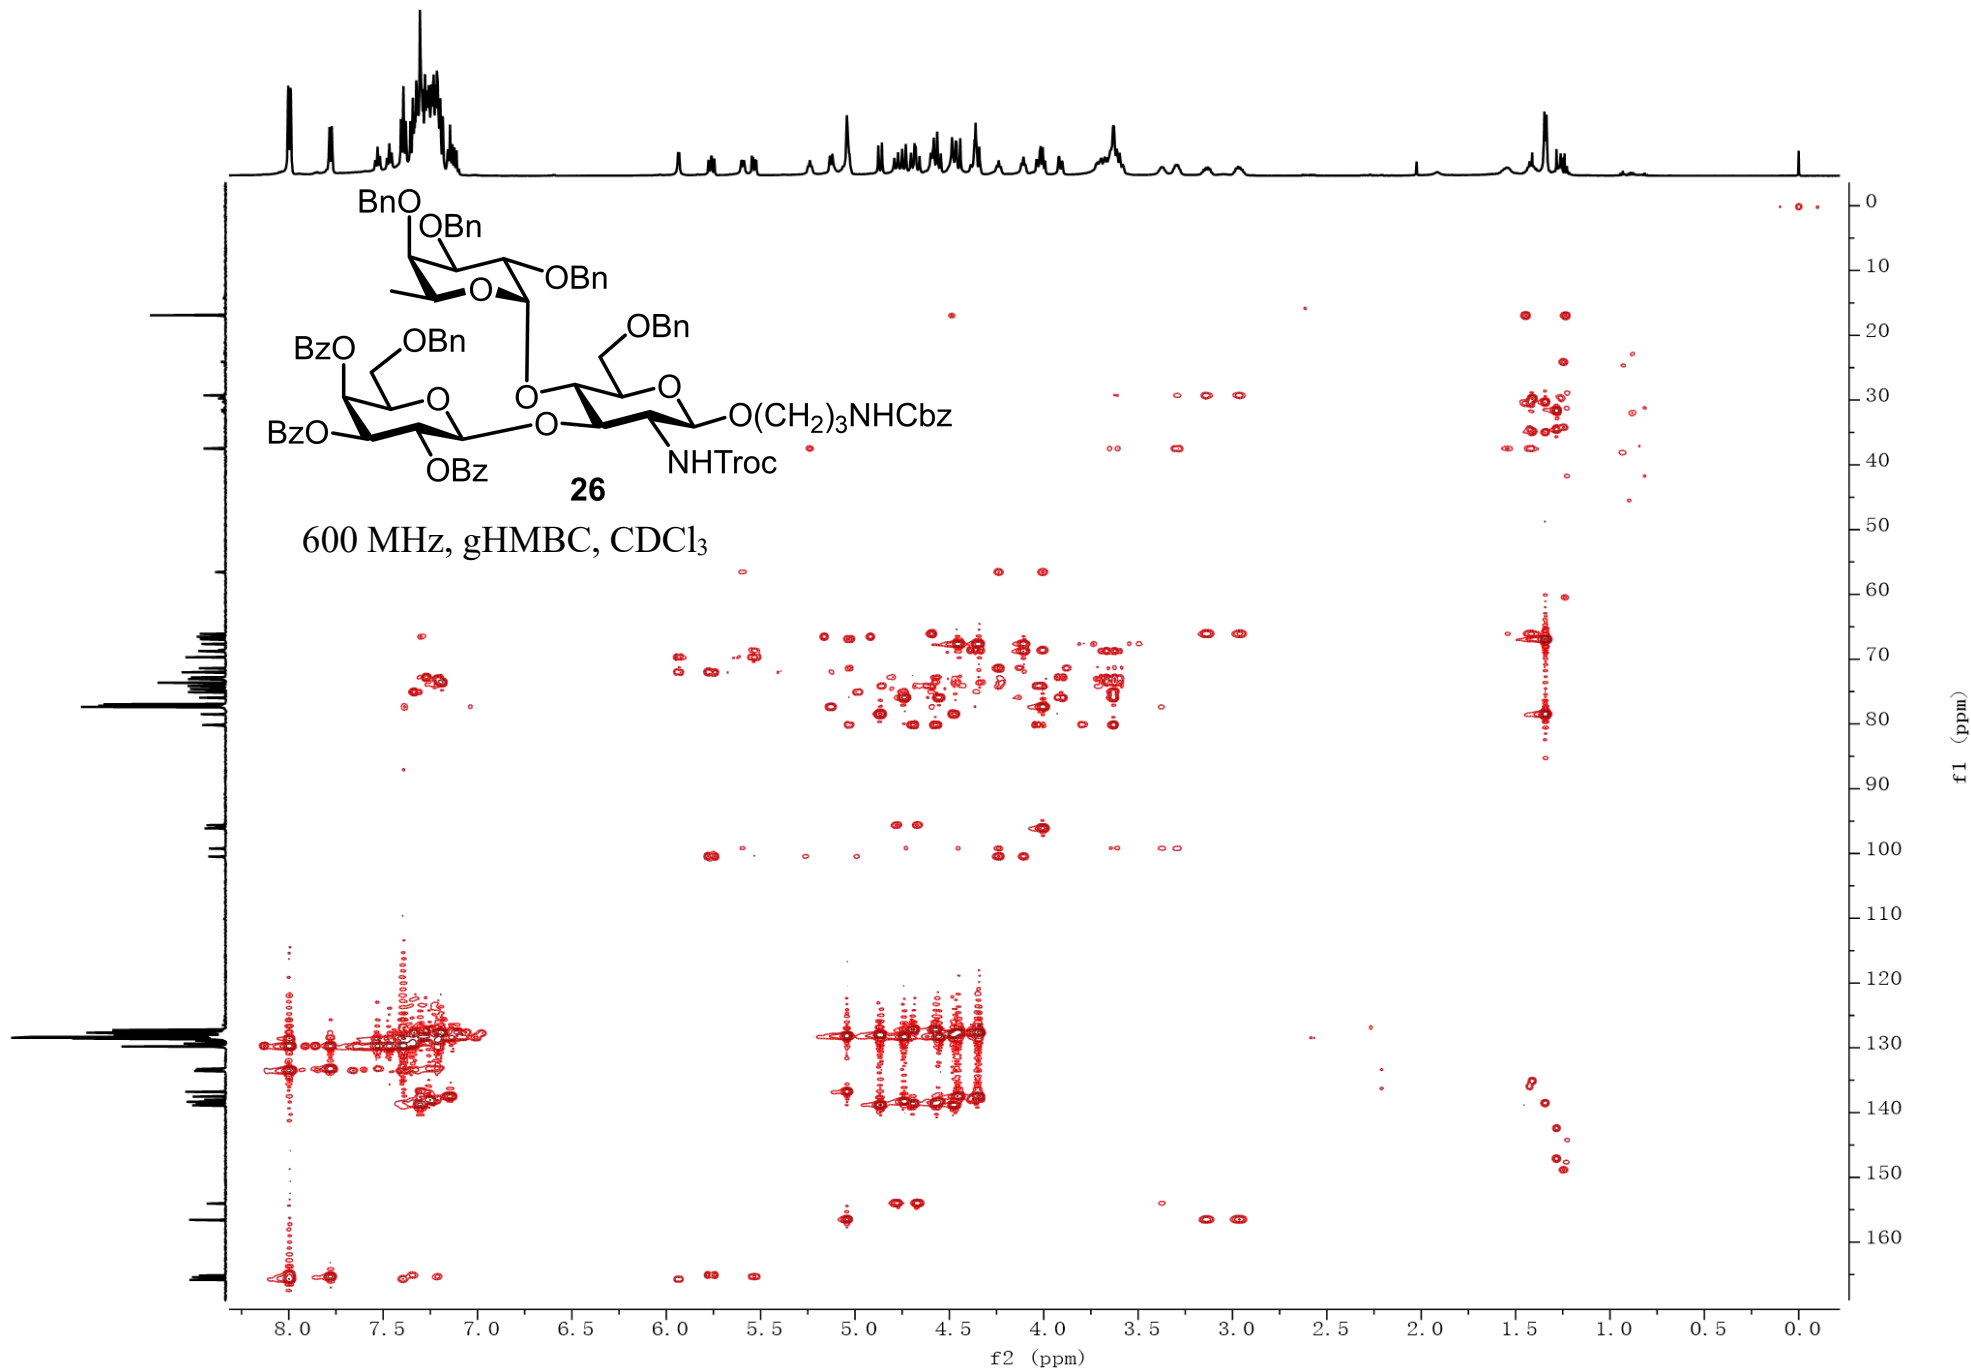 BnO
OBn
O
OBn
OBn
BzO
OBn
O
O
O
O
O(CH2)3NHCbz
BzO
NHTroc
OBz
26
600 MHz, gHMBC, CDCl3
0
10
20
30
40
50
60
70
80
90
100
110
120
130
140
150
160
f1 (ppm)
8.0 7.5 7.0 6.5 6.0 5.5 5.0 4.5 4.0 3.5 3.0 2.5 2.0 1.5 1.0 0.5 0.0
f2 (ppm)